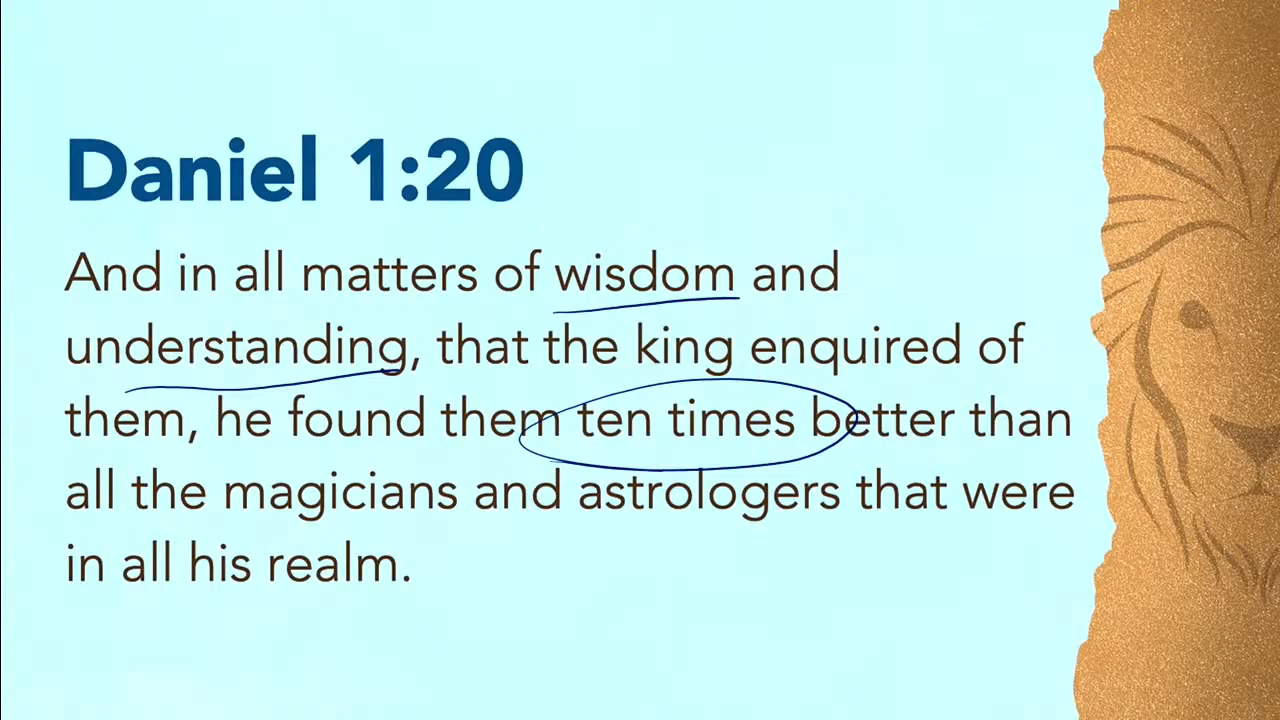 Daniel 1:20
And in all matters of wisdom and
understanding, that the king enquired of
them, he found them ten times better than
all the magicians and astrologers that were
in all his realm.